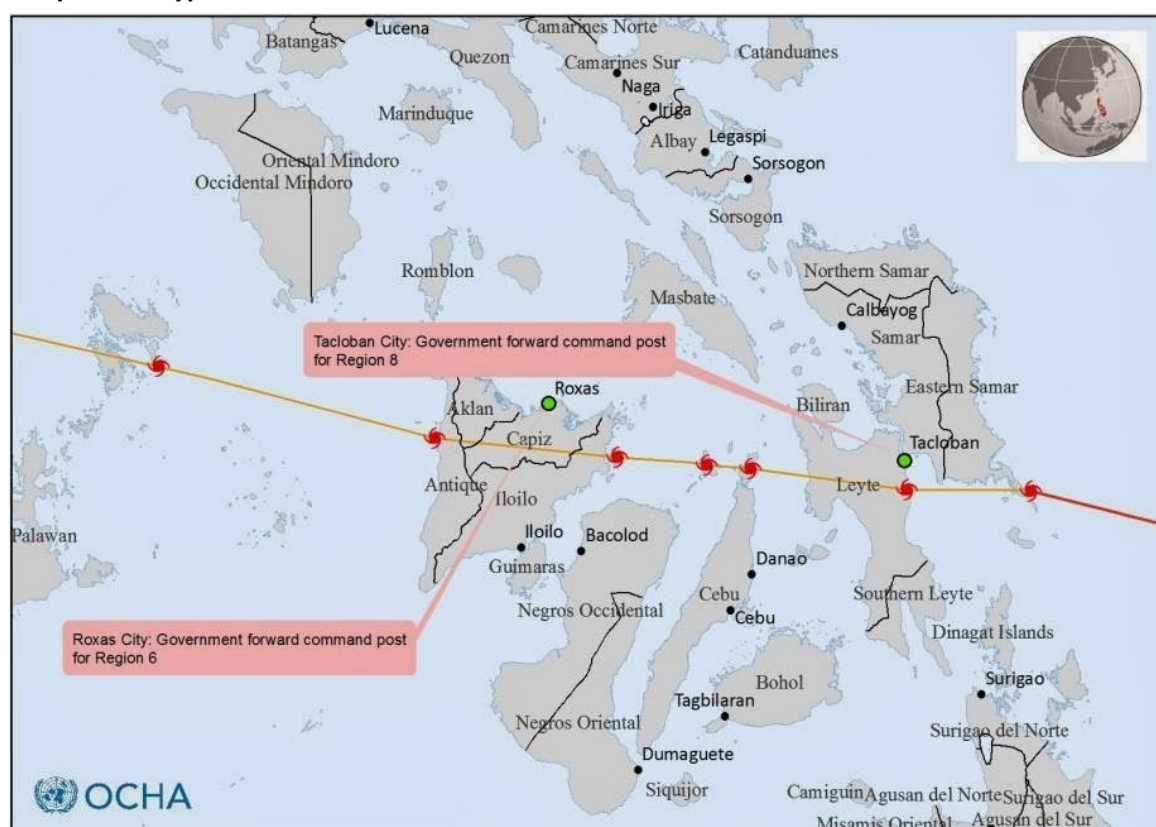 Lucena
Camarines Norte
Batangas
Quezon
Camarines Sur
Catanduanes
Naga
Marinduque
Iriga
Albay
Legaspi
Oriental Mindoro
Sorsogon
Occidental Mindoro
Sorsogon
Romblon
Northern Samar
Masbate
Calbayog
Tacloban City: Government forward command post
for Region 8
Samar
Eastern Samar
Roxas
Aklan
Biliran
Capiz
Tacloban
Antique
Leyte
Iloilo
Palawan
Iloilo
Bacolod
Guimaras
Danao
Cebu
Southern Leyte
Negros Occidental
Cebu
Roxas City: Government forward command post
for Region 6
Dinagat Islands
Bohol
Surigao
Tagbilaran
Negros Oriental
Surigao del Norte
Dumaguete
Siquijor
OCHA
Camiguin
Agusan del Norte
Surigao del Sur
Misamis Oriental
Agusan del Sur